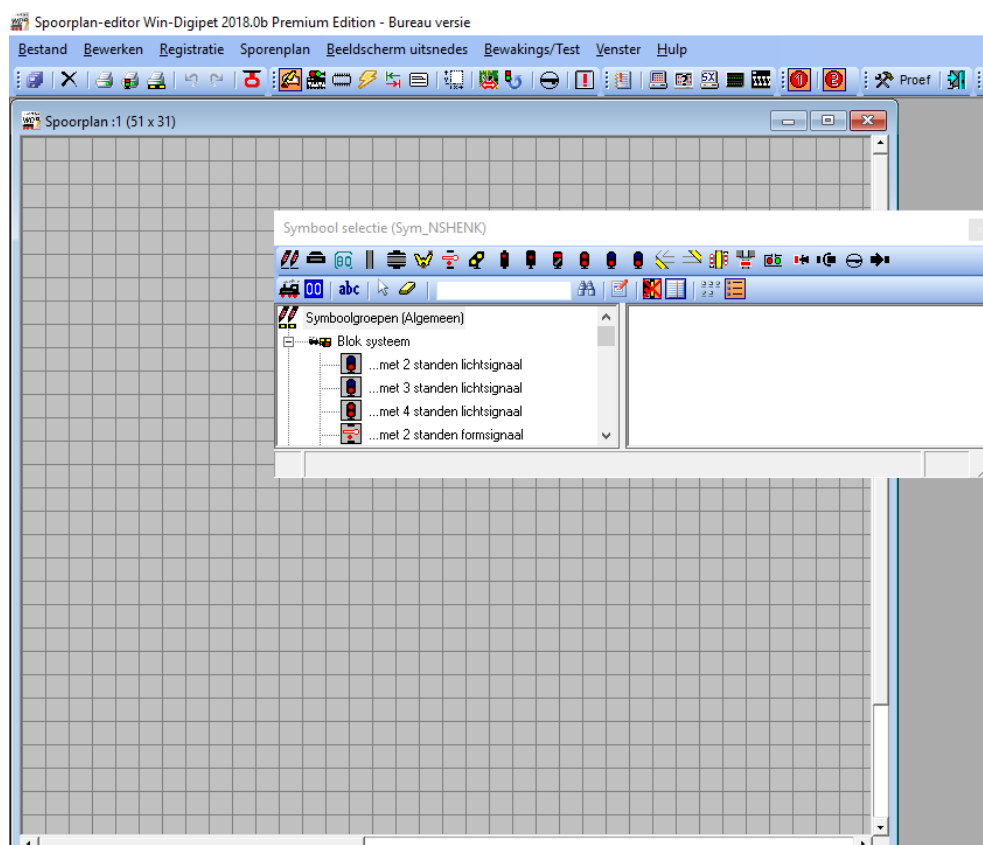 Spoorplan-editor Win-Digipet 2018.0b Premium Edition - Bureau versie
Bestand Bewerken Registratie Sporenplan Beeldscherm uitsnedes Bewakings/Test Venster Hulp
Proef
Spoorplan :1 (51 x 31)
Symbool selectie (Sym_NSHENK)
00 abc
Symboolgroepen (Algemeen)
Blok systeem
...met 2 standen lichtsignaal
...met 3 standen lichtsignaal
...met 4 standen lichtsignaal
...met 2 standen formsignaal